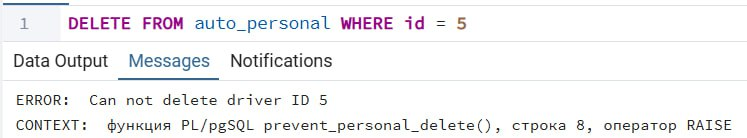 1 DELETE FROM auto_personal WHERE id = 5
Data Output Messages Notifications
ERROR: Can not delete driver ID 5
CONTEXT: функция PL/pgSQL prevent_personal_delete(), строка 8, оператор RAISE